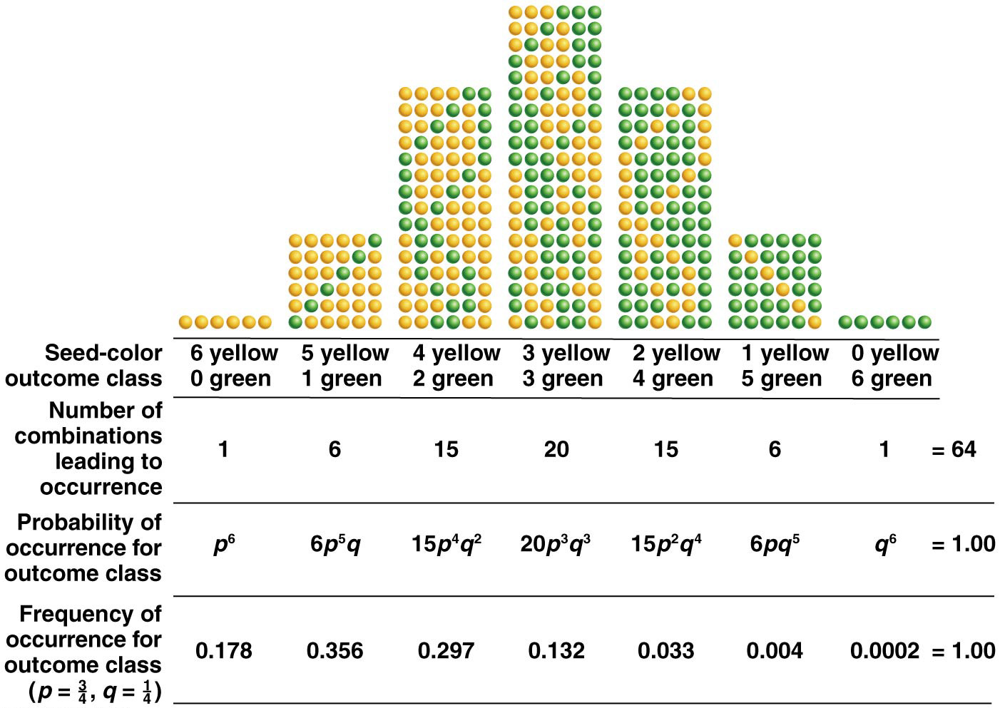 Seed-color outcome class
6 yellow 0 green
5 yellow 1 green
4 yellow 2 green
3 yellow 3 green
2 yellow 4 green
1 yellow 5 green
0 yellow 6 green
Number of combinations leading to occurrence
1 6 15 20 15 6 1 = 64
Probability of occurrence for outcome class
p⁶ 6p⁵q 15p⁴q² 20p³q³ 15p²q⁴ 6pq⁵ q⁶ = 1.00
Frequency of occurrence for outcome class (p = ¾, q = ¼)
0.178 0.356 0.297 0.132 0.033 0.004 0.0002 = 1.00